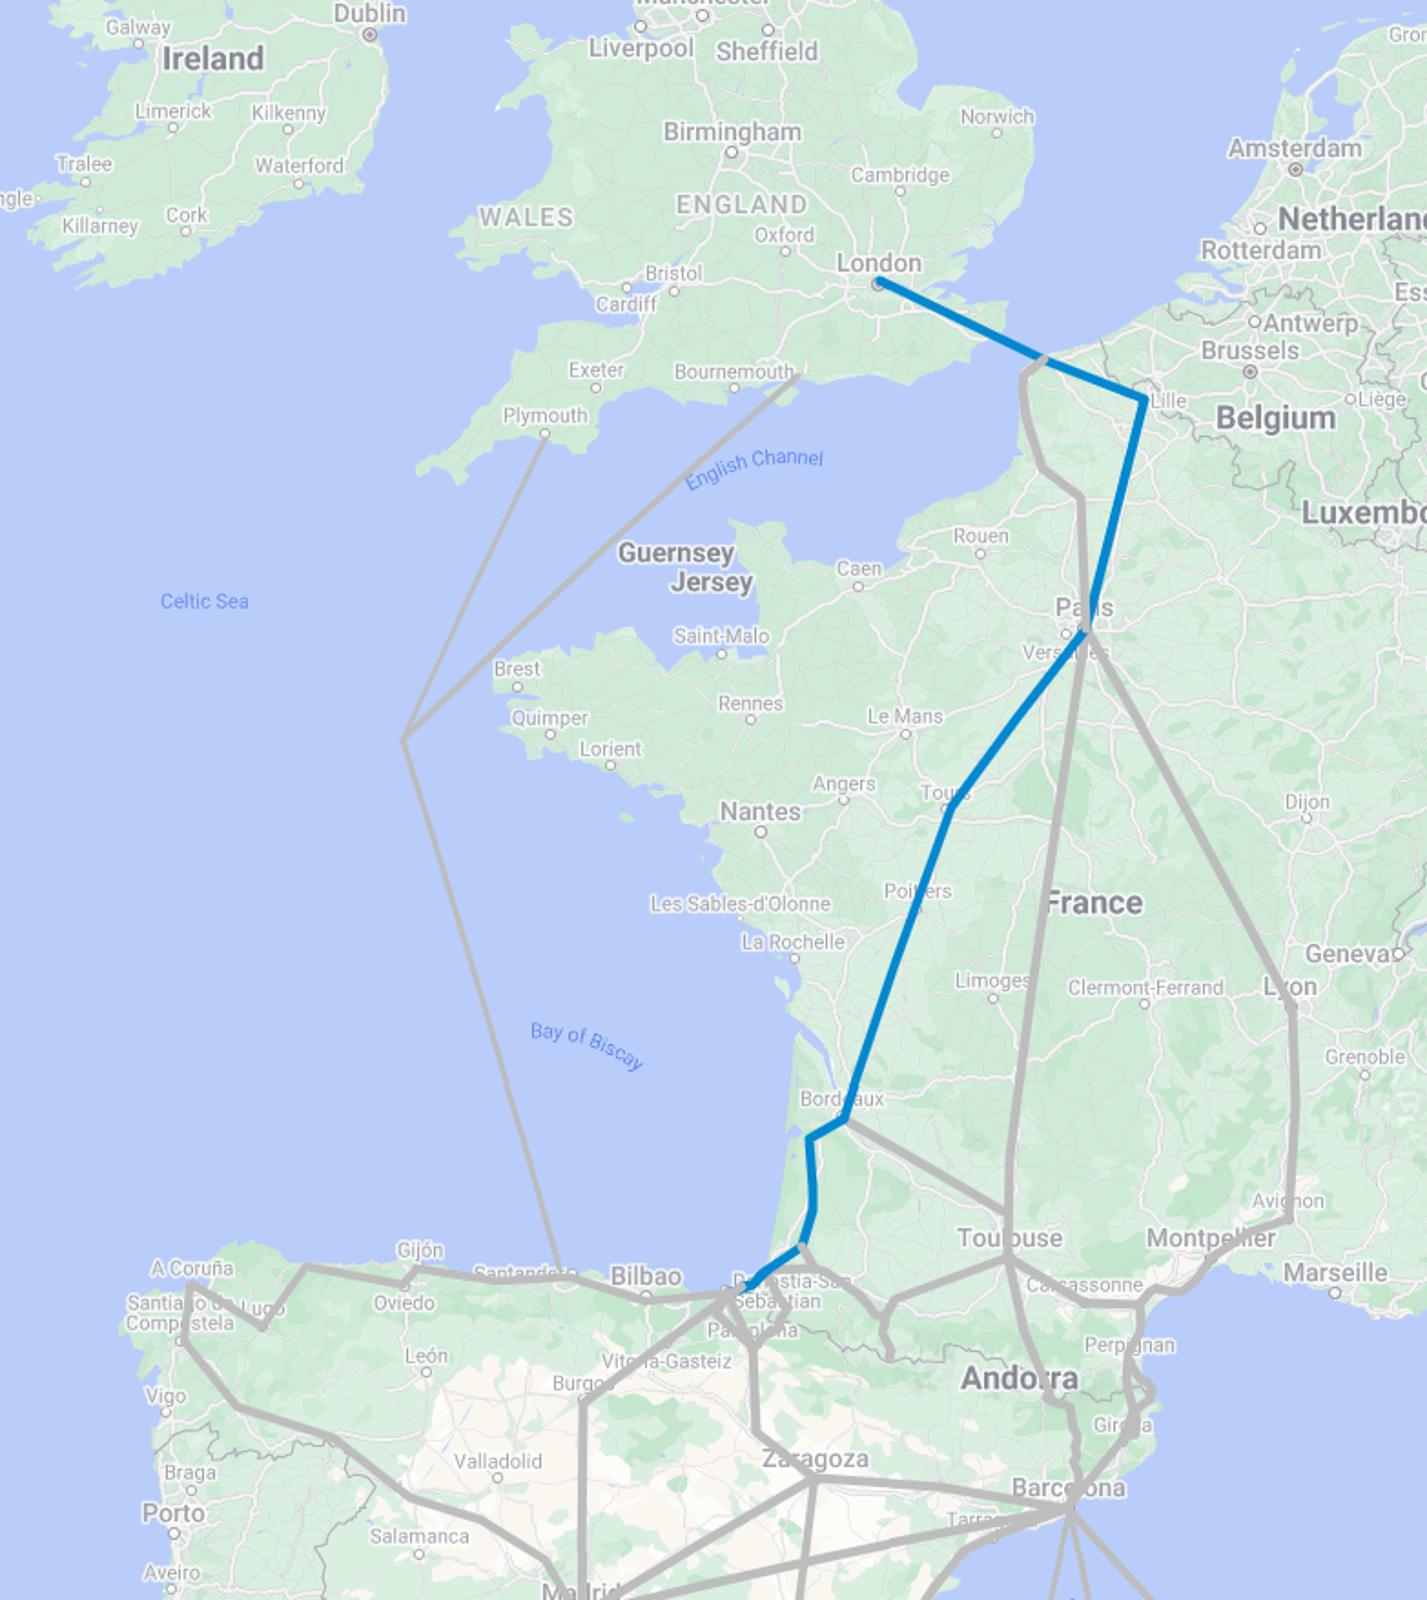 Manchester
Dublin
Galway
Ireland
Liverpool
Sheffield
Limerick
Kilkenny
Norwich
Birmingham
Amsterdam
Tralee
Waterford
Cambridge
WALES
ENGLAND
Netherlan
Killarney
Cork
Oxford
Rotterdam
London
Bristol
Cardiff
Antwerp
Brussels
Exeter
Bournemouth
Lille
Liège
Plymouth
Belgium
English Channel
Luxembo
Rouen
Guernsey
Jersey
Caen
Celtic Sea
Paris
Saint-Malo
Versailles
Brest
Rennes
Le Mans
Quimper
Lorient
Angers
Tours
Dijon
Nantes
Poitiers
France
Les Sables-d'Olonne
La Rochelle
Geneva
Limoges
Clermont-Ferrand
Lyon
Bay of Biscay
Grenoble
Bordeaux
Avignon
Toulouse
Montpellier
Gijón
A Coruña
Santander
Bilbao
Donostia-San
Sebastian
Carcassonne
Marseille
Santiago de
Compostela
Lugo
Oviedo
Pamplona
Perpignan
León
Vitoria-Gasteiz
Andorra
Burgos
Vigo
Girona
Valladolid
Zaragoza
Braga
Barcelona
Porto
Tarragona
Salamanca
Aveiro
Madrid